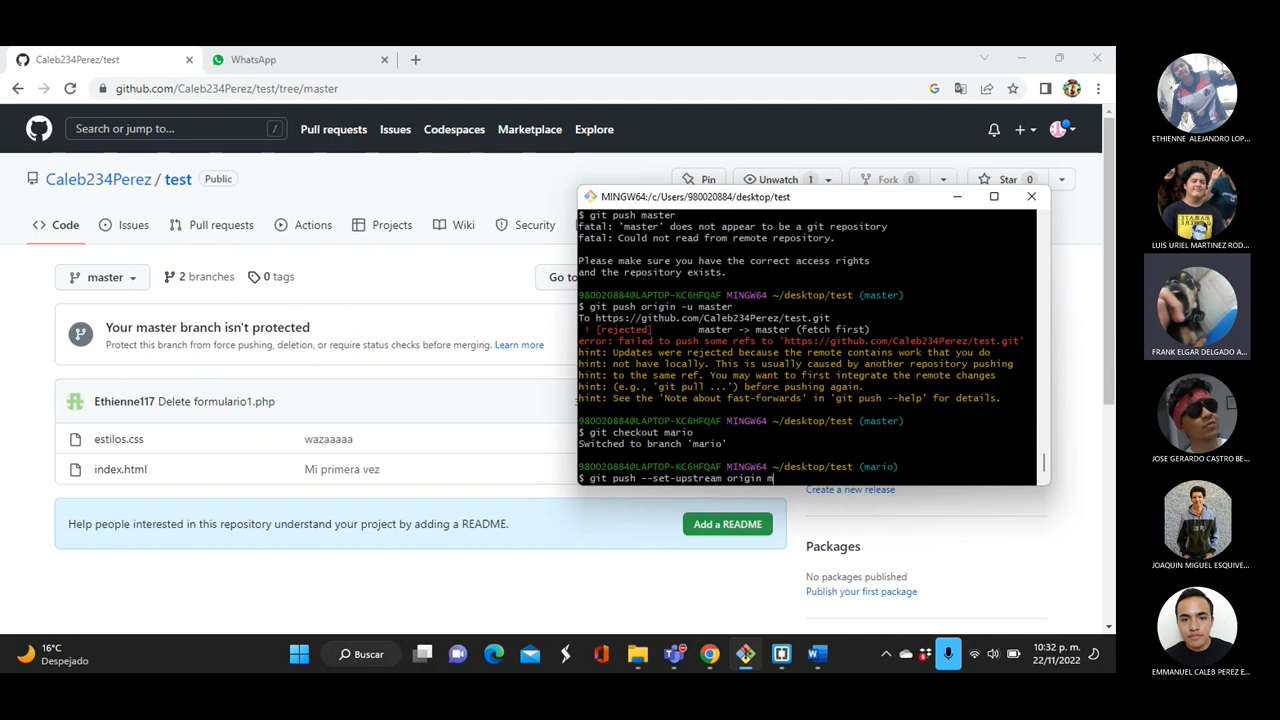 Caleb234Perez/test
WhatsApp
github.com/Caleb234Perez/test/tree/master
Search or jump to...
/
Pull requests
Issues
Codespaces
Marketplace
Explore
Caleb234Perez / test
Public
Pin
Unwatch 1
Fork 0
Star 0
Code
Issues
Pull requests
Actions
Projects
Wiki
Security
master
2 branches
0 tags
Go to
Your master branch isn't protected
Protect this branch from force pushing, deletion, or require status checks before merging. Learn more
Ethienne117 Delete formulario1.php
estilos.css
wazaaaaa
index.html
Mi primera vez
Help people interested in this repository understand your project by adding a README.
Add a README
MINGW64:/c/Users/980020884/desktop/test
$ git push master
fatal: 'master' does not appear to be a git repository
fatal: Could not read from remote repository.
Please make sure you have the correct access rights
and the repository exists.
980020884@LAPTOP-KC6HFQAF MINGW64 ~/desktop/test (master)
$ git push origin -u master
To https://github.com/Caleb234Perez/test.git
! [rejected] master -> master (fetch first)
error: failed to push some refs to 'https://github.com/Caleb234Perez/test.git'
hint: Updates were rejected because the remote contains work that you do
hint: not have locally. This is usually caused by another repository pushing
hint: to the same ref. You may want to first integrate the remote changes
hint: (e.g., 'git pull ...') before pushing again.
hint: See the 'Note about fast-forwards' in 'git push --help' for details.
980020884@LAPTOP-KC6HFQAF MINGW64 ~/desktop/test (master)
$ git checkout mario
Switched to branch 'mario'
980020884@LAPTOP-KC6HFQAF MINGW64 ~/desktop/test (mario)
$ git push --set-upstream origin m
Create a new release
Packages
No packages published
Publish your first package
16°C
Despejado
Buscar
10:32 p. m.
22/11/2022
ETHIENNE ALEJANDRO LOP...
LUIS URIEL MARTINEZ ROD...
FRANK ELGAR DELGADO A...
JOSE GERARDO CASTRO BE...
JOAQUIN MIGUEL ESQUIVE...
EMMANUEL CALEB PEREZ E...